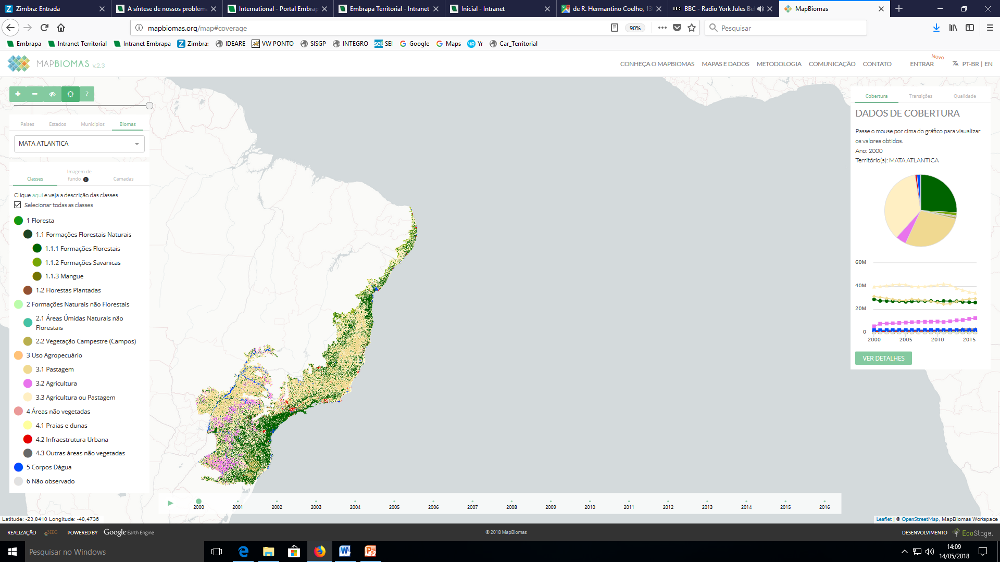 Zimbra: Entrada
A síntese de nossos problema
International - Portal Embrap
Embrapa Territorial - Intranet
Inicial - Intranet
de R. Hermantino Coelho, 13
BBC - Radio York Jules Bel
MapBiomas
mapbiomas.org/map#coverage
90%
Pesquisar
Embrapa
Intranet Territorial
Intranet Embrapa
Zimbra:
IDEARE
VW PONTO
SISGP
INTEGRO
SEI
Google
Maps
Yr
Car_Territorial
MAPBIOMAS v.2.3
CONHEÇA O MAPBIOMAS
MAPAS E DADOS
METODOLOGIA
COMUNICAÇÃO
CONTATO
ENTRAR
Novo
PT-BR | EN
Países
Estados
Municípios
Biomas
MATA ATLANTICA
Classes
Imagem de
fundo
Camadas
Clique aqui e veja a descrição das classes
Selecionar todas as classes
1 Floresta
1.1 Formações Florestais Naturais
1.1.1 Formações Florestais
1.1.2 Formações Savanicas
1.1.3 Mangue
1.2 Florestas Plantadas
2 Formações Naturais não Florestais
2.1 Áreas Úmidas Naturais não
Florestais
2.2 Vegetação Campestre (Campos)
3 Uso Agropecuário
3.1 Pastagem
3.2 Agricultura
3.3 Agricultura ou Pastagem
4 Áreas não vegetadas
4.1 Praias e dunas
4.2 Infraestrutura Urbana
4.3 Outras áreas não vegetadas
5 Corpos Dágua
6 Não observado
Cobertura
Transições
Qualidade
DADOS DE COBERTURA
Passe o mouse por cima do gráfico para visualizar
os valores obtidos.
Ano: 2000
Território(s): MATA ATLANTICA
60M
40M
20M
0
2000 2005 2010 2015
VER DETALHES
2000 2001 2002 2003 2004 2005 2006 2007 2008 2009 2010 2011 2012 2013 2014 2015 2016
Latitude: -23,8410 Longitude: -40,4736
Leaflet | © OpenStreetMap, MapBiomas Workspace
REALIZAÇÃO
SEEG
POWERED BY
Google Earth Engine
© 2018 MapBiomas
DESENVOLVIMENTO
EcoStage.
Pesquisar no Windows
14:09
14/05/2018